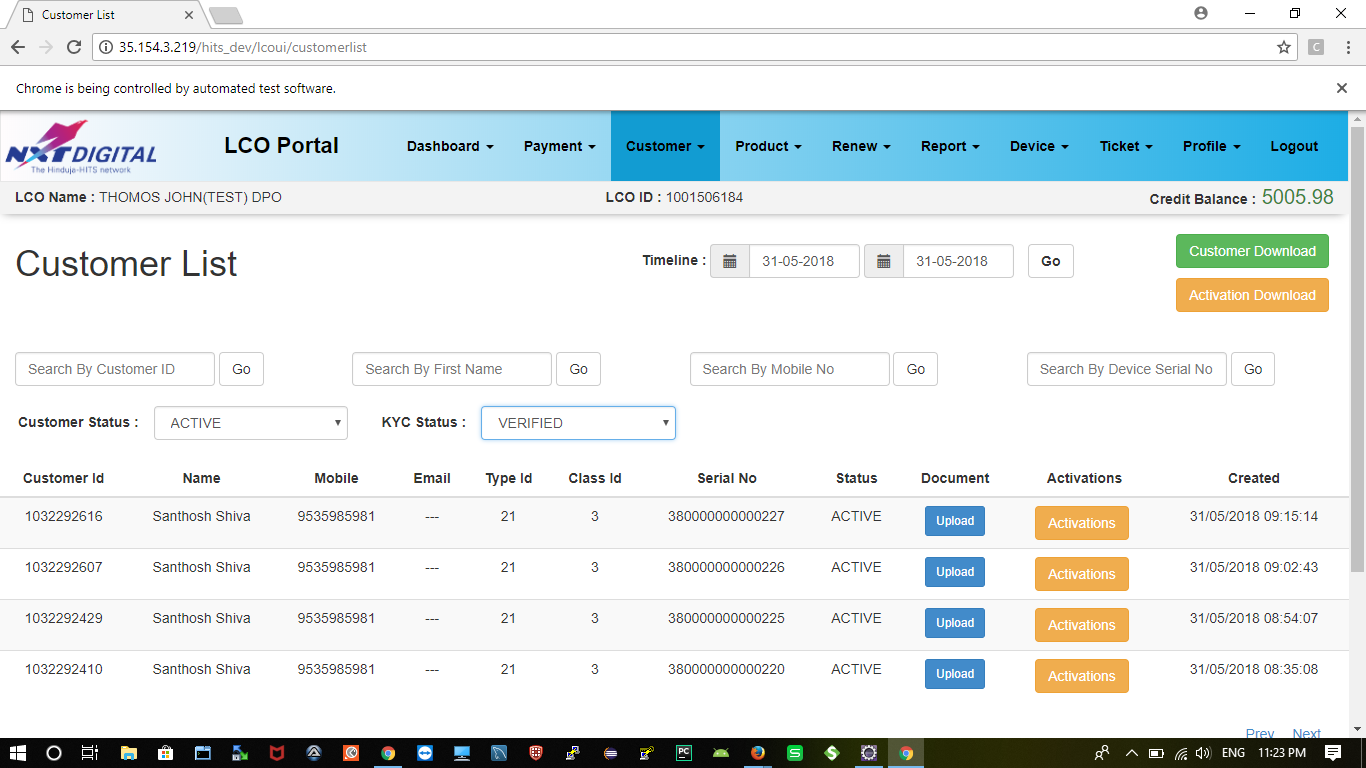 Customer List
35.154.3.219/hits_dev/lcoui/customerlist
C
Chrome is being controlled by automated test software.
NXT DIGITAL
The Hinduja-HITS network
LCO Portal
Dashboard Payment Customer Product Renew Report Device Ticket Profile Logout
LCO Name : THOMOS JOHN(TEST) DPO LCO ID : 1001506184 Credit Balance : 5005.98
Customer List
Timeline : 31-05-2018 31-05-2018 Go
Customer Download
Activation Download
Search By Customer ID Go Search By First Name Go Search By Mobile No Go Search By Device Serial No Go
Customer Status : ACTIVE KYC Status : VERIFIED
Customer Id Name Mobile Email Type Id Class Id Serial No Status Document Activations Created
1032292616 Santhosh Shiva 9535985981 --- 21 3 380000000000227 ACTIVE Upload Activations 31/05/2018 09:15:14
1032292607 Santhosh Shiva 9535985981 --- 21 3 380000000000226 ACTIVE Upload Activations 31/05/2018 09:02:43
1032292429 Santhosh Shiva 9535985981 --- 21 3 380000000000225 ACTIVE Upload Activations 31/05/2018 08:54:07
1032292410 Santhosh Shiva 9535985981 --- 21 3 380000000000220 ACTIVE Upload Activations 31/05/2018 08:35:08
Prev Next
PC
S
ENG 11:23 PM